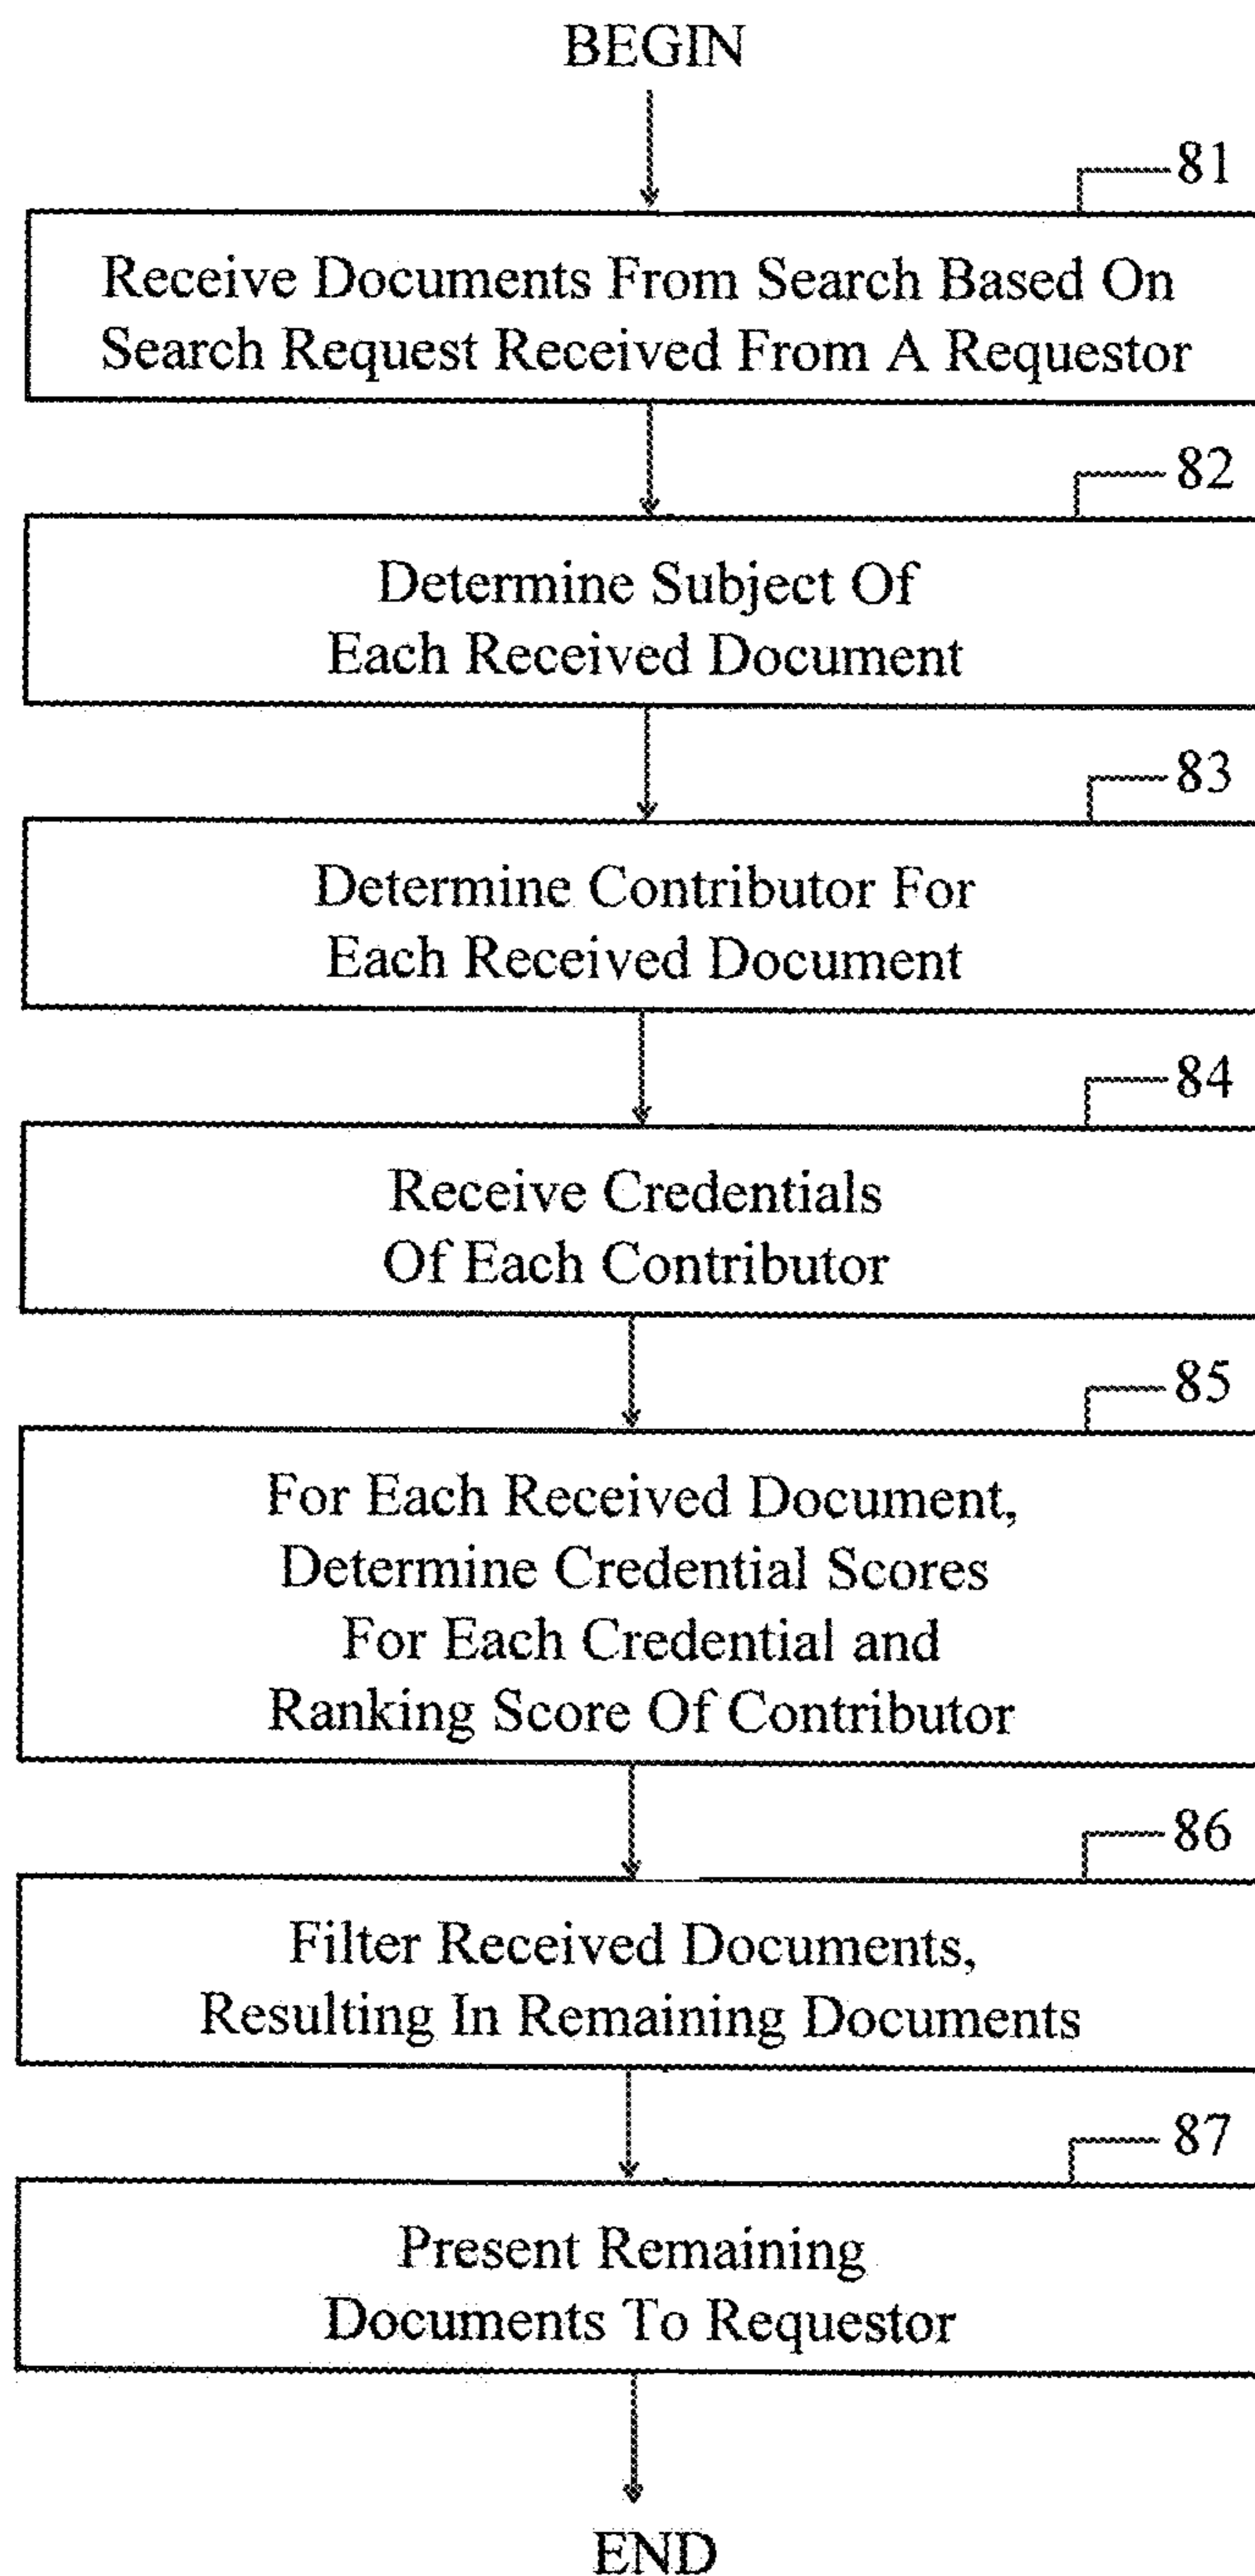 BEGIN
81
Receive Documents From Search Based On
Search Request Received From A Requestor
82
Determine Subject Of
Each Received Document
83
Determine Contributor For
Each Received Document
84
Receive Credentials
Of Each Contributor
85
For Each Received Document,
Determine Credential Scores
For Each Credential and
Ranking Score Of Contributor
86
Filter Received Documents,
Resulting In Remaining Documents
87
Present Remaining
Documents To Requestor
END